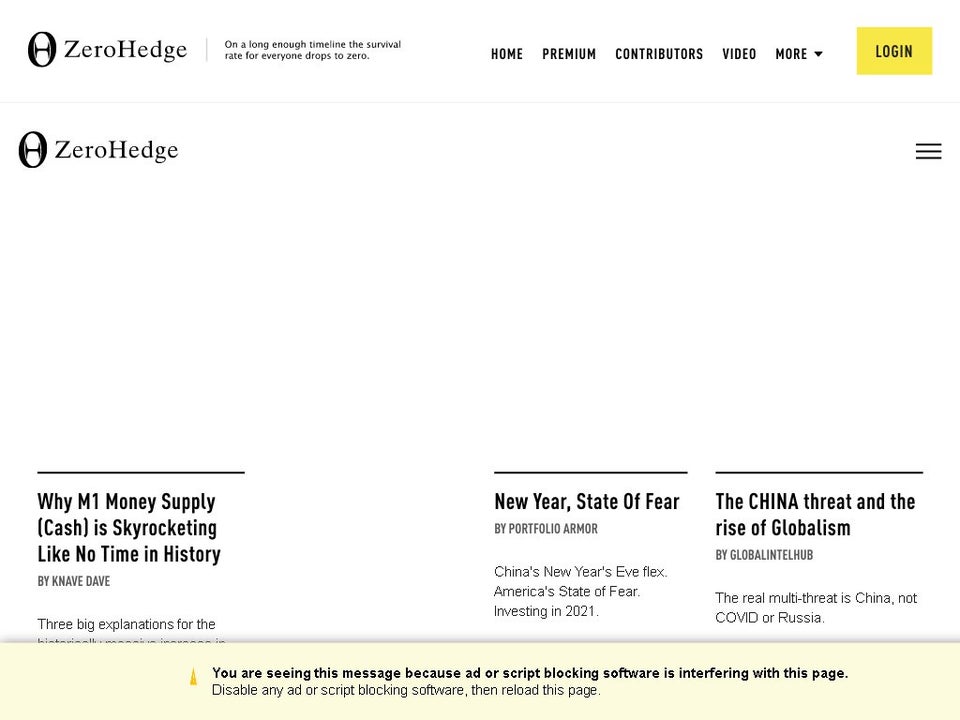 ZeroHedge
On a long enough timeline the survival
rate for everyone drops to zero.
HOME PREMIUM CONTRIBUTORS VIDEO MORE
LOGIN
ZeroHedge
Why M1 Money Supply
(Cash) is Skyrocketing
Like No Time in History
BY KNAVE DAVE
Three big explanations for the
historically massive increase in
New Year, State Of Fear
BY PORTFOLIO ARMOR
China's New Year's Eve flex.
America's State of Fear.
Investing in 2021.
The CHINA threat and the
rise of Globalism
BY GLOBALINTELHUB
The real multi-threat is China, not
COVID or Russia.
You are seeing this message because ad or script blocking software is interfering with this page.
Disable any ad or script blocking software, then reload this page.